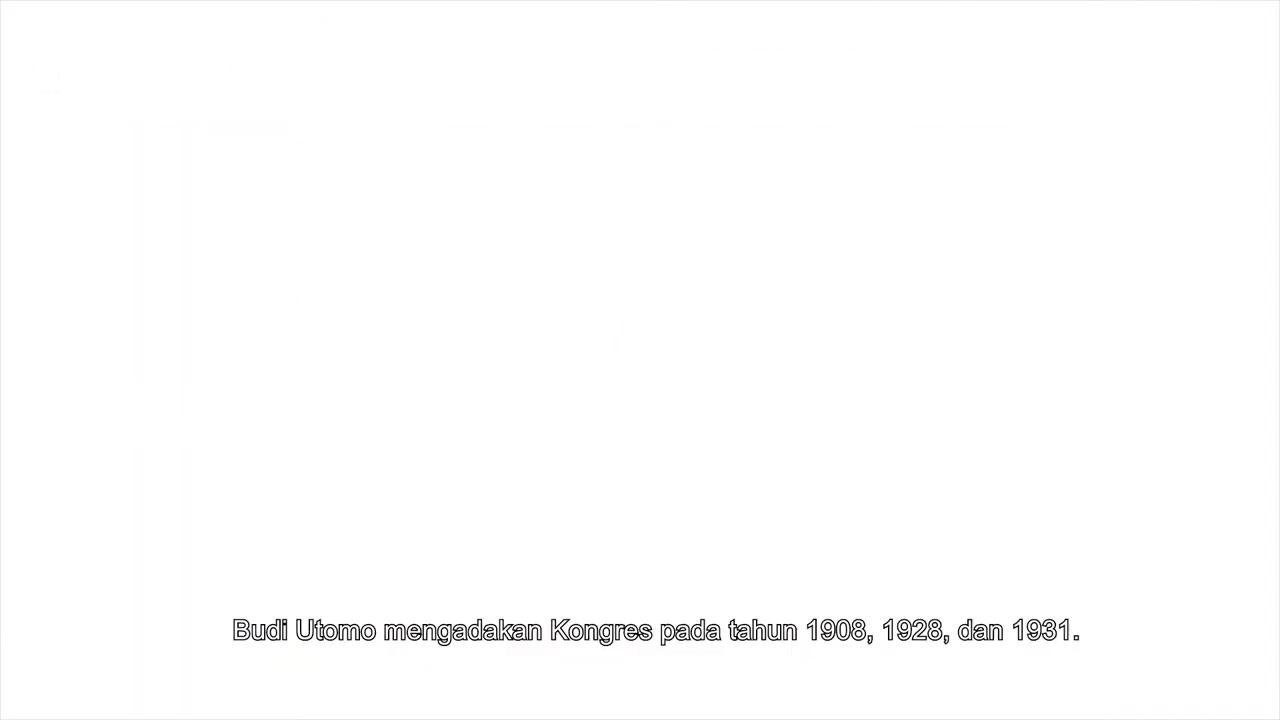 Budi Utomo mengadakan Kongres pada tahun 1908, 1928, dan 1931.